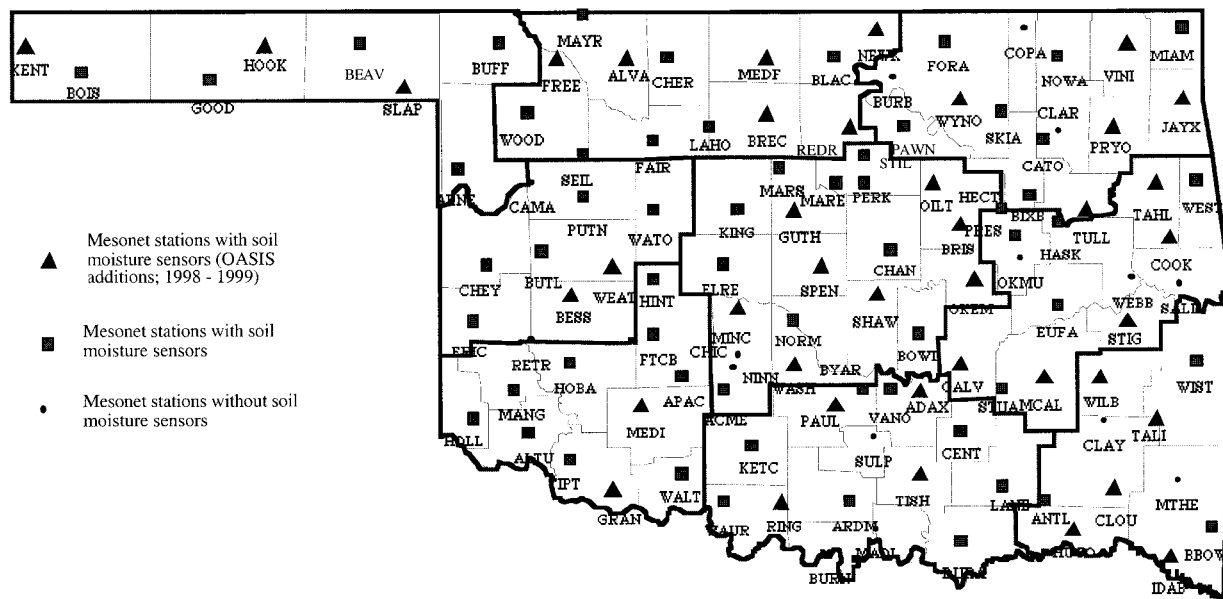 MAYR
NEWK
COPA
MIAM
KENT
HOOK
BEAV
BUFF
FREE
ALVA
CHER
MEDF
BLAC
FORA
NOWA
VINI
BOIS
GOOD
SLAP
WOOD
BREC
BURB
WYNO
CLAR
JAYX
LAHO
REDR
PAWN
SKIA
PRYO
SEIL
FAIR
STIL
CATO
CAMA
MARS
MARE
PERK
OILT
HECT
BIXB
TAHL
WEST
PUTN
WATO
KING
GUTH
BRIS
PRES
TULL
Mesonet stations with soil
moisture sensors (OASIS
additions; 1998 - 1999)
CHEY
BUTL
WEAT
HINT
ELRE
SPEN
CHAN
OKMU
HASK
COOK
WEBB
SALL
BESS
MINC
SHAW
OKEM
EUFA
STIG
Mesonet stations with soil
moisture sensors
ERIC
RETR
FTCB
CHIC
NORM
BOWL
HOBA
NINN
WASH
BYAR
CALV
WIST
Mesonet stations without soil
moisture sensors
MANG
APAC
ACME
PAUL
VANO
ADAX
STUA
MCAL
WILB
HOLL
ALTU
MEDI
KETC
SULP
CENT
CLAY
TALI
TIPT
GRAN
WALT
TISH
LANE
ANTL
CLOU
MTHE
WAUR
RING
ARDM
MADI
HUGO
BBOW
BURN
DURA
IDAB